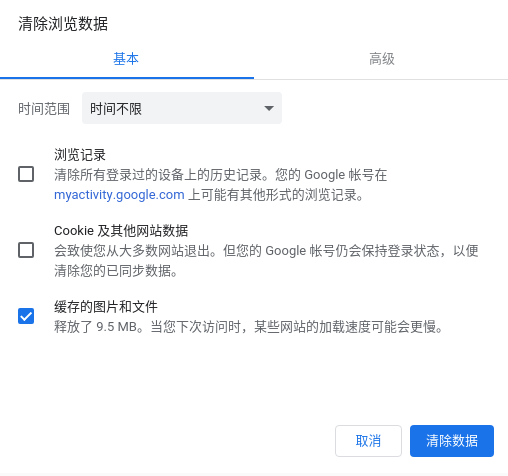 清除浏览数据
基本
高级
时间范围
时间不限
浏览记录
清除所有登录过的设备上的历史记录。您的 Google 帐号在
myactivity.google.com 上可能有其他形式的浏览记录。
Cookie 及其他网站数据
会致使您从大多数网站退出。但您的 Google 帐号仍会保持登录状态，以便
清除您的已同步数据。
缓存的图片和文件
释放了 9.5 MB。当您下次访问时，某些网站的加载速度可能会更慢。
取消
清除数据